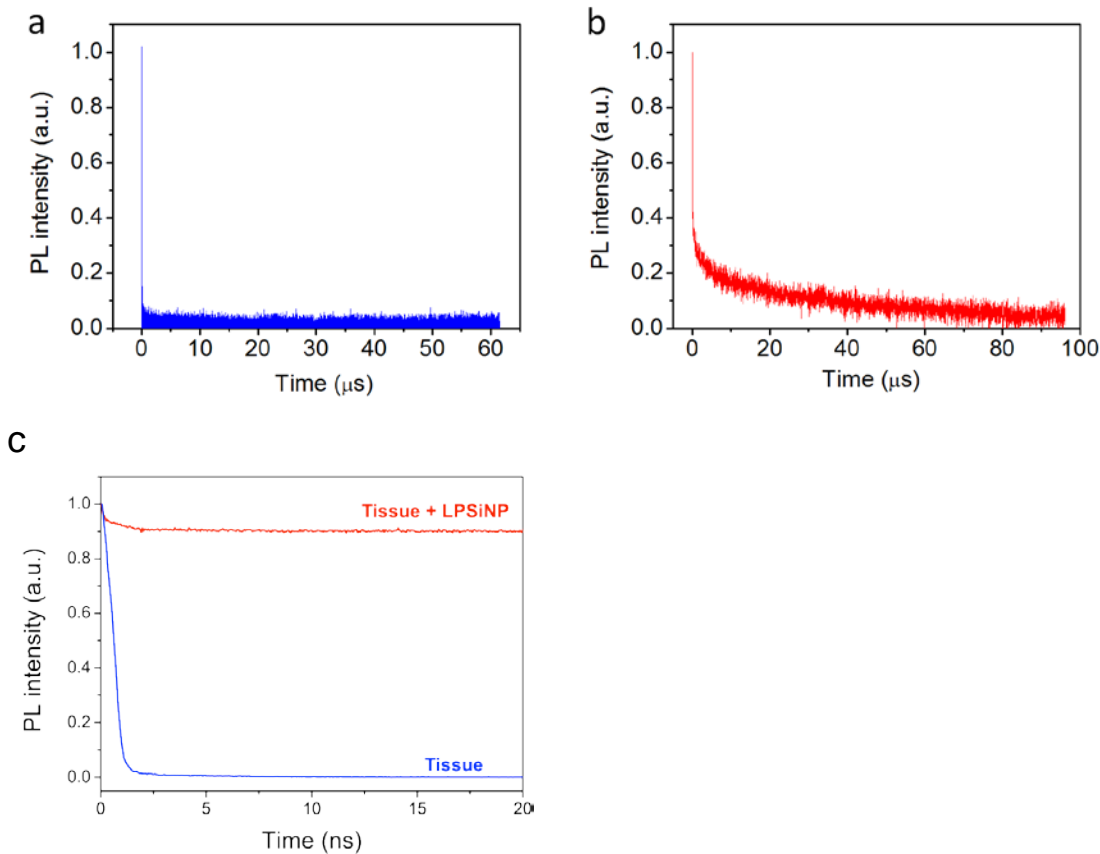 a
PL intensity (a.u.)
1.0
0.8
0.6
0.4
0.2
0.0
0 10 20 30 40 50 60
Time (μs)
b
PL intensity (a.u.)
1.0
0.8
0.6
0.4
0.2
0.0
0 20 40 60 80 100
Time (μs)
c
PL intensity (a.u.)
1.0
0.8
0.6
0.4
0.2
0.0
Tissue + LPSiNP
Tissue
0 5 10 15 20
Time (ns)